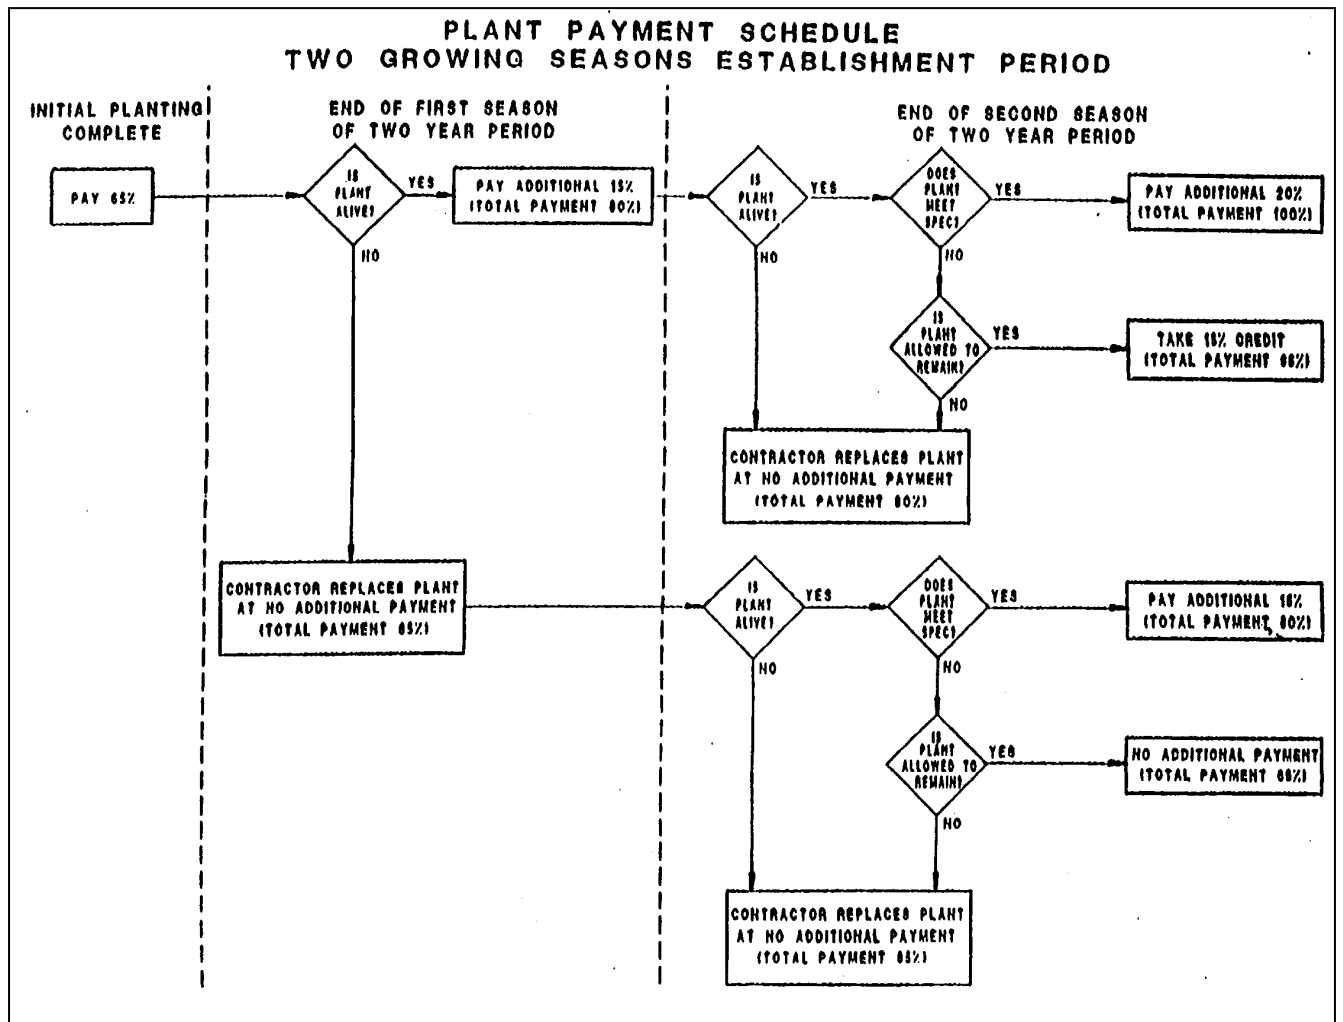 PLANT PAYMENT SCHEDULE
TWO GROWING SEASONS ESTABLISHMENT PERIOD
INITIAL PLANTING
COMPLETE
END OF FIRST SEASON
OF TWO YEAR PERIOD
END OF SECOND SEASON
OF TWO YEAR PERIOD
PAY 65%
IS
PLANT
ALIVE?
YES
NO
PAY ADDITIONAL 15%
(TOTAL PAYMENT 80%)
IS
PLANT
ALIVE?
YES
NO
DOES
PLANT
MEET
SPEC?
YES
NO
PAY ADDITIONAL 20%
(TOTAL PAYMENT 100%)
IS
PLANT
ALLOWED TO
REMAIN?
YES
NO
TAKE 15% CREDIT
(TOTAL PAYMENT 65%)
CONTRACTOR REPLACES PLANT
AT NO ADDITIONAL PAYMENT
(TOTAL PAYMENT 80%)
CONTRACTOR REPLACES PLANT
AT NO ADDITIONAL PAYMENT
(TOTAL PAYMENT 65%)
IS
PLANT
ALIVE?
YES
NO
DOES
PLANT
MEET
SPEC?
YES
NO
PAY ADDITIONAL 15%
(TOTAL PAYMENT 80%)
IS
PLANT
ALLOWED TO
REMAIN?
YES
NO
NO ADDITIONAL PAYMENT
(TOTAL PAYMENT 65%)
CONTRACTOR REPLACES PLANT
AT NO ADDITIONAL PAYMENT
(TOTAL PAYMENT 65%)